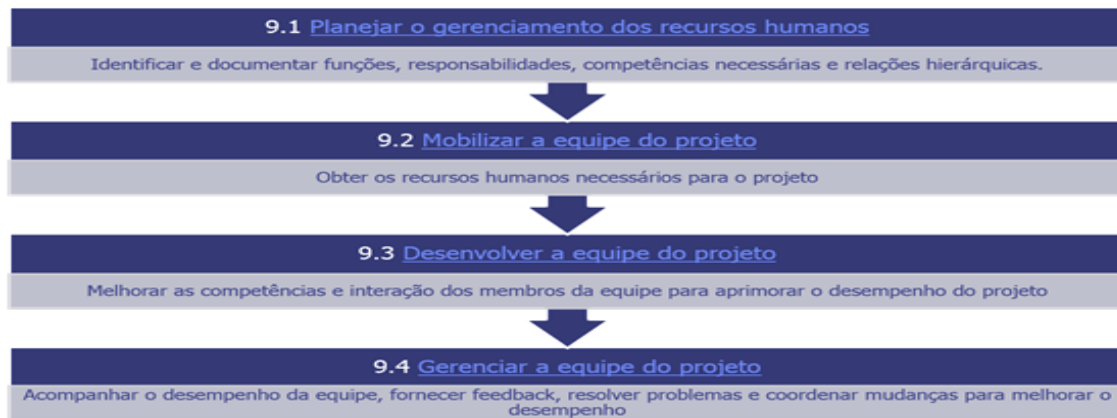 9.1 Planejar o gerenciamento dos recursos humanos
Identificar e documentar funções, responsabilidades, competências necessárias e relações hierárquicas.
9.2 Mobilizar a equipe do projeto
Obter os recursos humanos necessários para o projeto
9.3 Desenvolver a equipe do projeto
Melhorar as competências e interação dos membros da equipe para aprimorar o desempenho do projeto
9.4 Gerenciar a equipe do projeto
Acompanhar o desempenho da equipe, fornecer feedback, resolver problemas e coordenar mudanças para melhorar o
desempenho